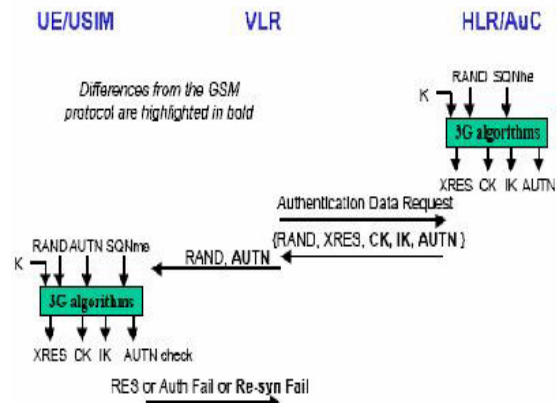 UE/USIM VLR HLR/AuC
Differences from the GSM
protocol are highlighted in bold
RAND SQNhe
K
3G algorithms
XRES CK IK AUTN
Authentication Data Request
{RAND, XRES, CK, IK, AUTN }
RAND, AUTN
RAND AUTN SQNme
K
3G algorithms
XRES CK IK AUTN check
RES or Auth Fail or Re-syn Fail